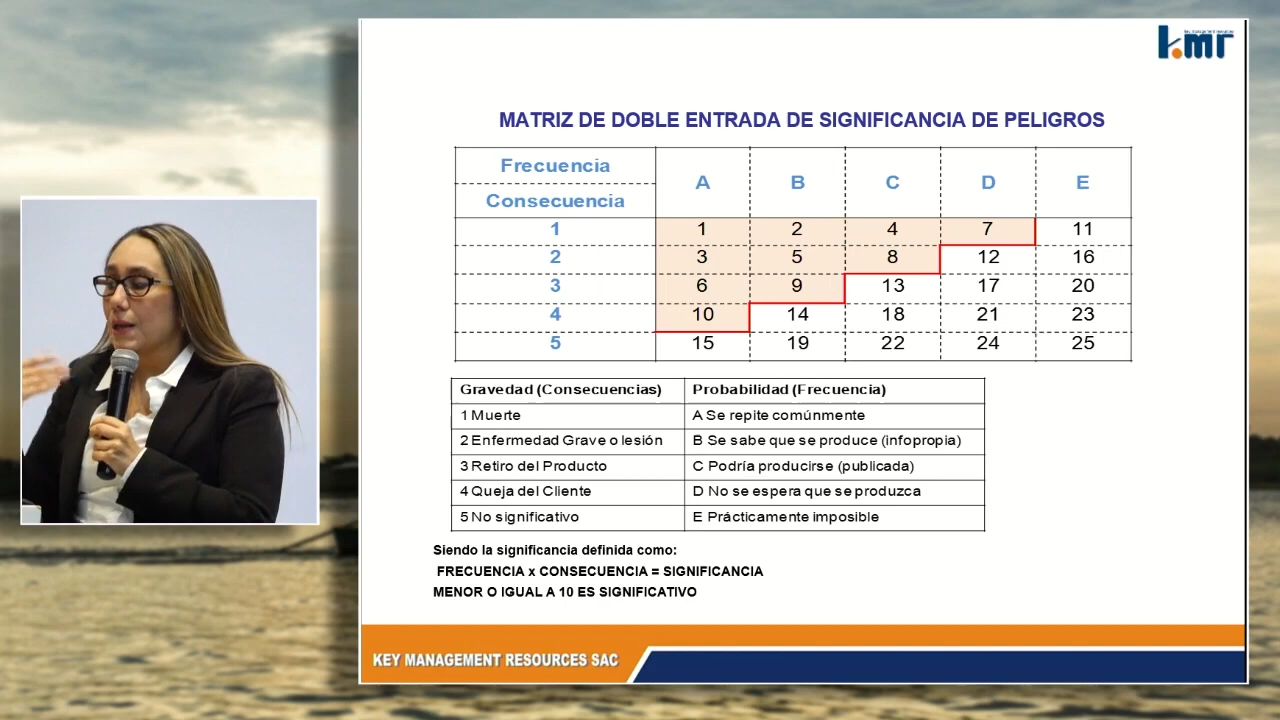 kmr
MATRIZ DE DOBLE ENTRADA DE SIGNIFICANCIA DE PELIGROS
Frecuencia
Consecuencia
A B C D E
1 1 2 4 7 11
2 3 5 8 12 16
3 6 9 13 17 20
4 10 14 18 21 23
5 15 19 22 24 25
Gravedad (Consecuencias) Probabilidad (Frecuencia)
1 Muerte A Se repite comúnmente
2 Enfermedad Grave o lesión B Se sabe que se produce (infopropia)
3 Retiro del Producto C Podría producirse (publicada)
4 Queja del Cliente D No se espera que se produzca
5 No significativo E Prácticamente imposible
Siendo la significancia definida como:
FRECUENCIA x CONSECUENCIA = SIGNIFICANCIA
MENOR O IGUAL A 10 ES SIGNIFICATIVO
KEY MANAGEMENT RESOURCES SAC